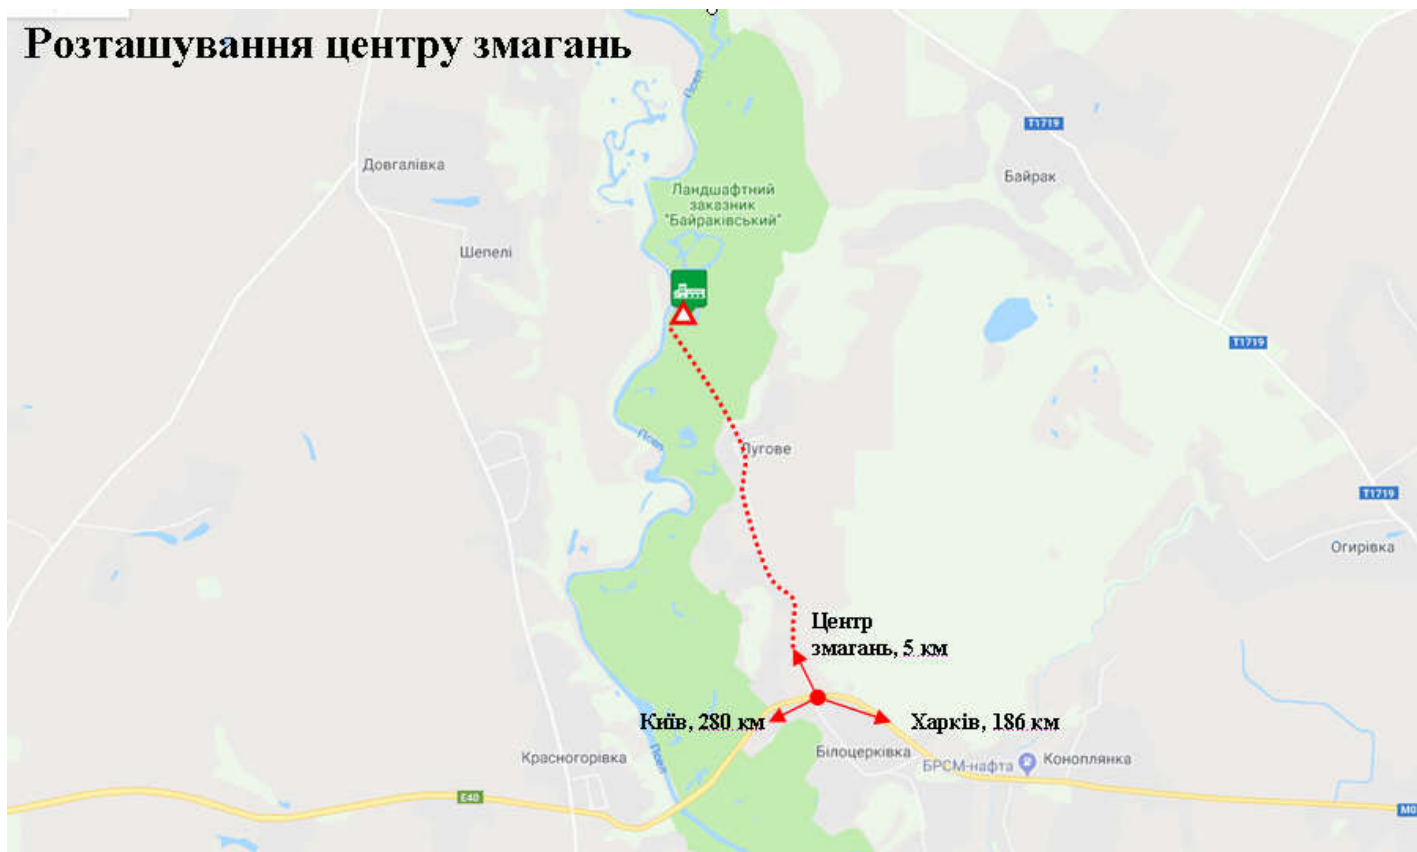 Розташування центру змагань
Псел
Т1719
Довгалівка
Байрак
Ландшафтний
заказник
"Байраківський"
Шепелі
Т1719
Псел
Лугове
Т1719
Огирівка
Центр
змагань, 5 км
Київ, 280 км
Харків, 186 км
Псел
Красногорівка
Білоцерківка
БРСМ-нафта
Коноплянка
E40
М0